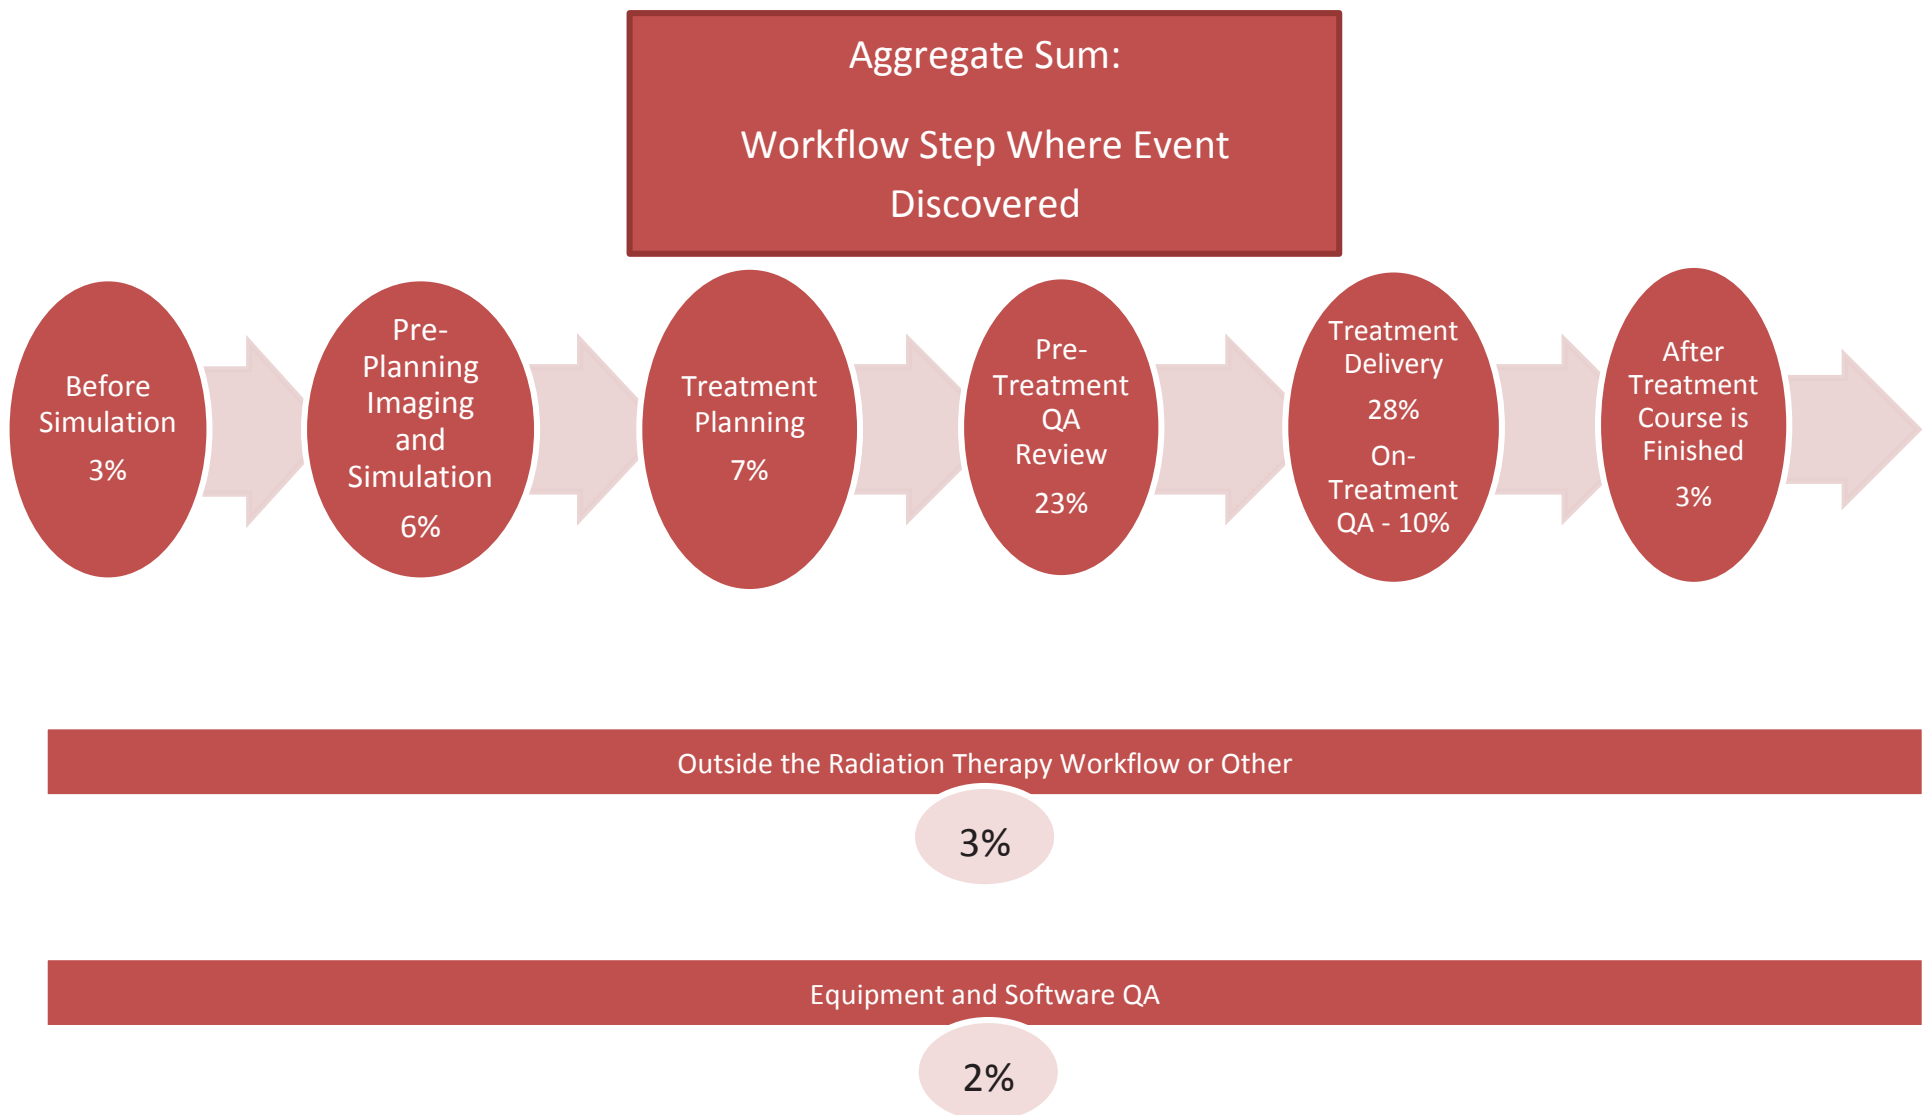 Aggregate Sum:
Workflow Step Where Event
Discovered
Before
Simulation
3%
Pre-
Planning
Imaging
and
Simulation
6%
Treatment
Planning
7%
Pre-
Treatment
QA
Review
23%
Treatment
Delivery
28%
On-
Treatment
QA - 10%
After
Treatment
Course is
Finished
3%
Outside the Radiation Therapy Workflow or Other
3%
Equipment and Software QA
2%